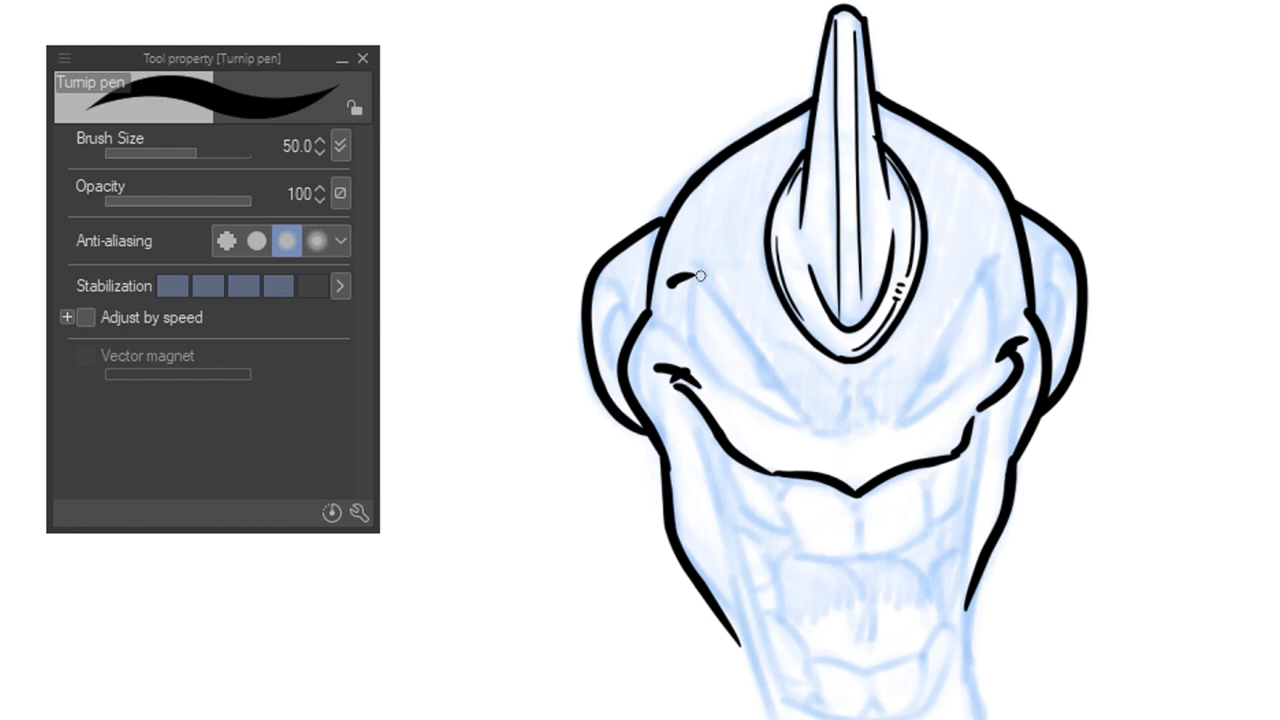 Tool property [Turnip pen]
Turnip pen
Brush Size
50.0
Opacity
100
Anti-aliasing
Stabilization
Adjust by speed
Vector magnet